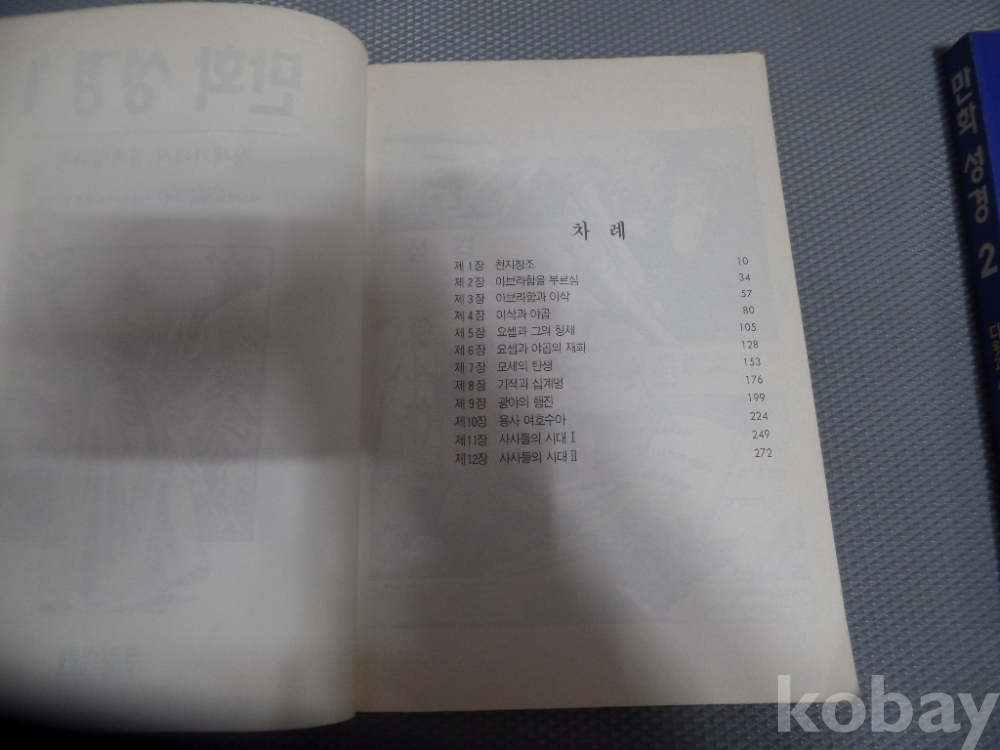 만화 성경 1
차 례
제 1 장 천지창조 10
제 2 장 아브라함을 부르심 34
제 3 장 아브라함과 이삭 57
제 4 장 이삭과 야곱 80
제 5 장 요셉과 그의 형제 105
제 6 장 요셉과 야곱의 재회 128
제 7 장 모세의 탄생 153
제 8 장 기적과 십계명 176
제 9 장 광야의 행진 199
제10장 용사 여호수아 224
제11장 사사들의 시대 Ⅰ 249
제12장 사사들의 시대 Ⅱ 272
만화 성경 2
kobay